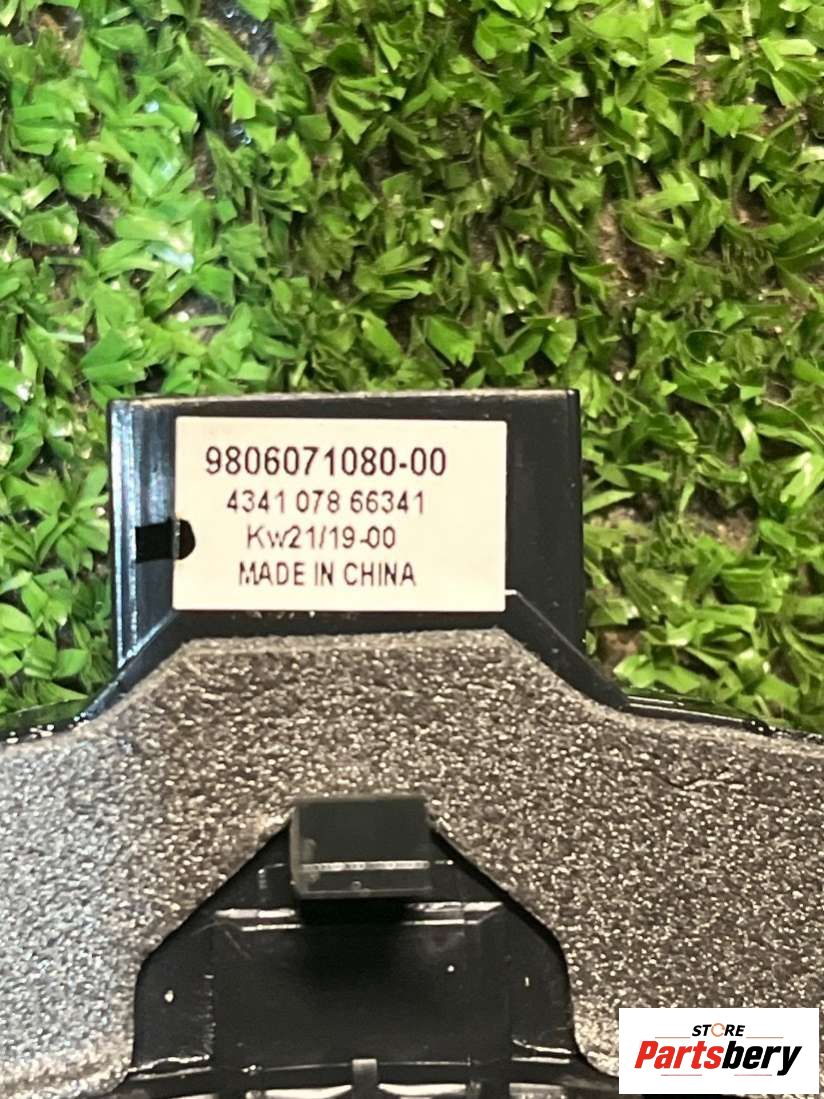 9806071080-00
4341 078 66341
Kw21/19-00
MADE IN CHINA
STORE
Partsbery